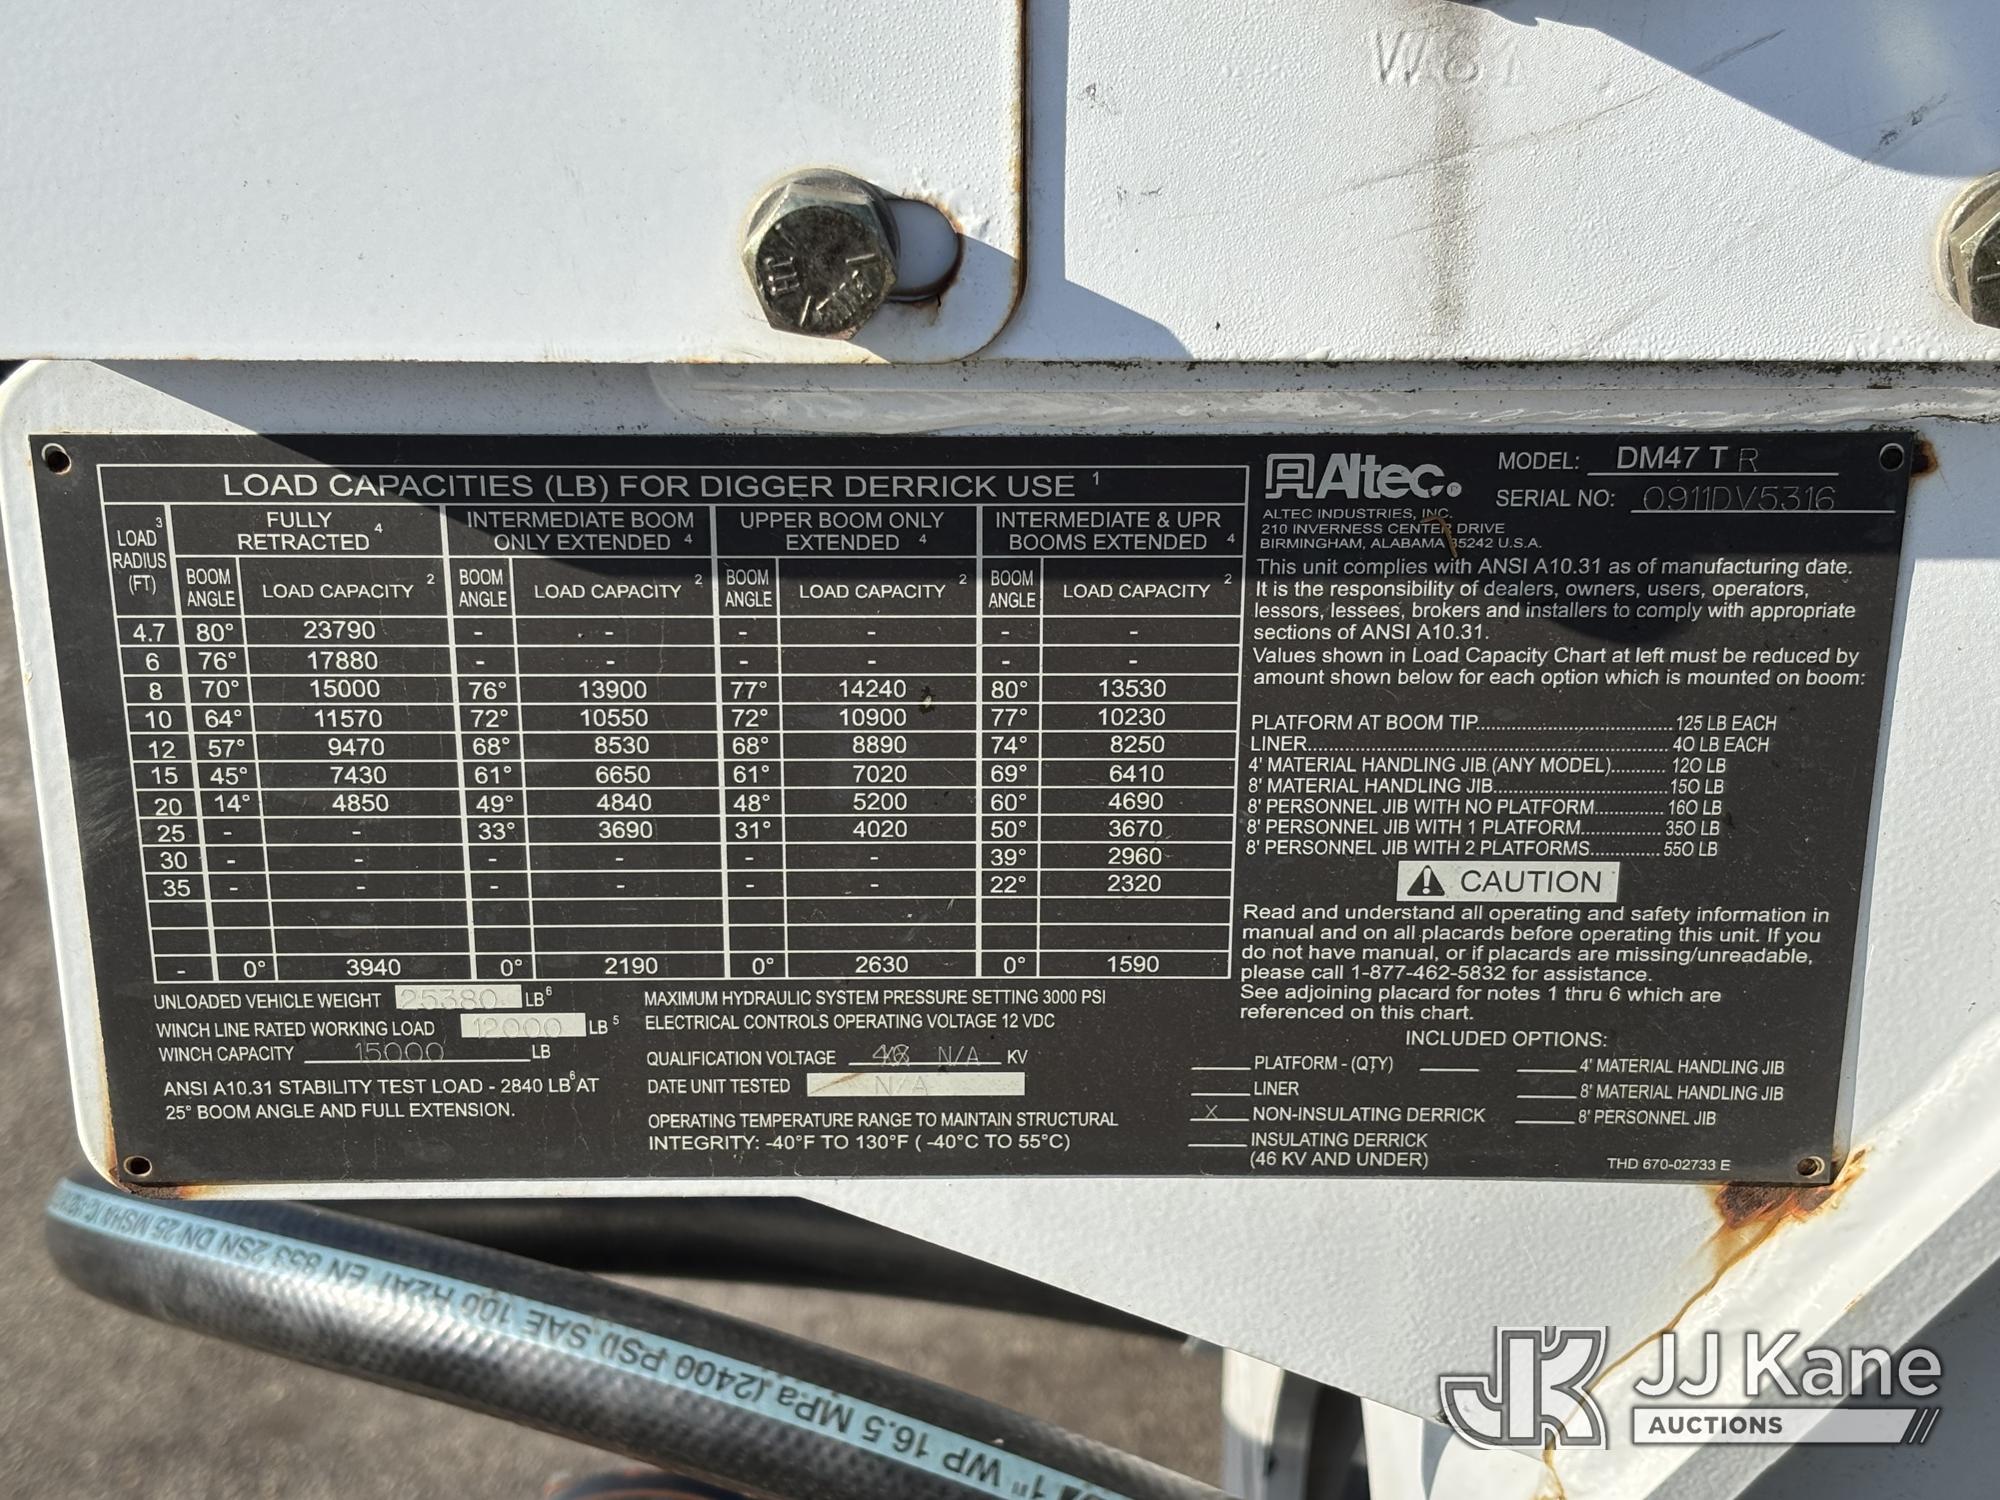 W81
LOAD CAPACITIES (LB) FOR DIGGER DERRICK USE 1
LOAD 3 RADIUS (FT)
FULLY RETRACTED 4
INTERMEDIATE BOOM ONLY EXTENDED 4
UPPER BOOM ONLY EXTENDED 4
INTERMEDIATE & UPR BOOMS EXTENDED 4
BOOM ANGLE LOAD CAPACITY 2 BOOM ANGLE LOAD CAPACITY 2 BOOM ANGLE LOAD CAPACITY 2 BOOM ANGLE LOAD CAPACITY 2
4.7 80° 23790 - - - - - -
6 76° 17880 - - - - - -
8 70° 15000 76° 13900 77° 14240 80° 13530
10 64° 11570 72° 10550 72° 10900 77° 10230
12 57° 9470 68° 8530 68° 8890 74° 8250
15 45° 7430 61° 6650 61° 7020 69° 6410
20 14° 4850 49° 4840 48° 5200 60° 4690
25 - - 33° 3690 31° 4020 50° 3670
30 - - - - - - 39° 2960
35 - - - - - - 22° 2320
- 0° 3940 0° 2190 0° 2630 0° 1590
UNLOADED VEHICLE WEIGHT 25380 LB 6
WINCH LINE RATED WORKING LOAD 12000 LB 5
WINCH CAPACITY 15000 LB
ANSI A10.31 STABILITY TEST LOAD - 2840 LB 6 AT
25° BOOM ANGLE AND FULL EXTENSION.
MAXIMUM HYDRAULIC SYSTEM PRESSURE SETTING 3000 PSI
ELECTRICAL CONTROLS OPERATING VOLTAGE 12 VDC
QUALIFICATION VOLTAGE N/A KV
DATE UNIT TESTED N/A
OPERATING TEMPERATURE RANGE TO MAINTAIN STRUCTURAL
INTEGRITY: -40°F TO 130°F ( -40°C TO 55°C)
Altec
MODEL: DM47 TR
SERIAL NO: 0911DV5316
ALTEC INDUSTRIES, INC.
210 INVERNESS CENTER DRIVE
BIRMINGHAM, ALABAMA 35242 U.S.A.
This unit complies with ANSI A10.31 as of manufacturing date.
It is the responsibility of dealers, owners, users, operators,
lessors, lessees, brokers and installers to comply with appropriate
sections of ANSI A10.31.
Values shown in Load Capacity Chart at left must be reduced by
amount shown below for each option which is mounted on boom:
PLATFORM AT BOOM TIP 125 LB EACH
LINER 40 LB EACH
4' MATERIAL HANDLING JIB (ANY MODEL) 120 LB
8' MATERIAL HANDLING JIB 150 LB
8' PERSONNEL JIB WITH NO PLATFORM 160 LB
8' PERSONNEL JIB WITH 1 PLATFORM 350 LB
8' PERSONNEL JIB WITH 2 PLATFORMS 550 LB
CAUTION
Read and understand all operating and safety information in
manual and on all placards before operating this unit. If you
do not have manual, or if placards are missing/unreadable,
please call 1-877-462-5832 for assistance.
See adjoining placard for notes 1 thru 6 which are
referenced on this chart.
INCLUDED OPTIONS:
PLATFORM - (QTY)
LINER
X NON-INSULATING DERRICK
INSULATING DERRICK
(46 KV AND UNDER)
4' MATERIAL HANDLING JIB
8' MATERIAL HANDLING JIB
8' PERSONNEL JIB
THD 670-02733 E
1" WP 16.5 MPa (2400 PSI) SAE 100 R2AT EN 853 2SN DN 25 MSHA
JK JJ Kane
AUCTIONS